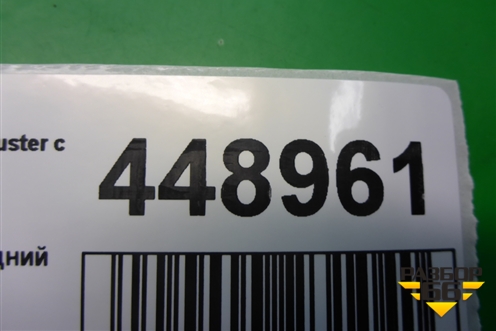 uster с
448961
дний
РАЗБОР
66